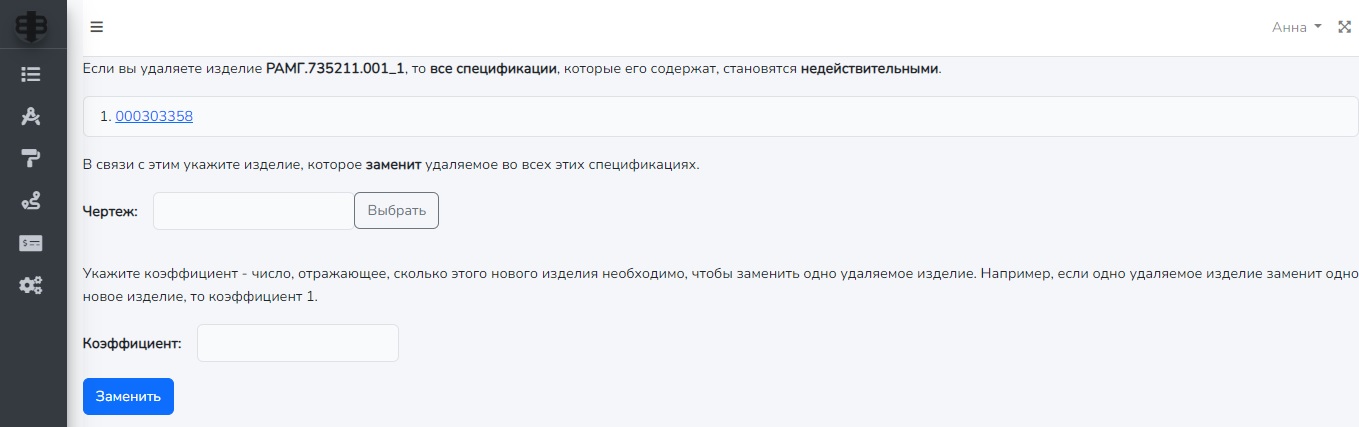 Анна
Если вы удаляете изделие РАМГ.735211.001_1, то все спецификации, которые его содержат, становятся недействительными.
1. 000303358
В связи с этим укажите изделие, которое заменит удаляемое во всех этих спецификациях.
Чертеж: Выбрать
Укажите коэффициент - число, отражающее, сколько этого нового изделия необходимо, чтобы заменить одно удаляемое изделие. Например, если одно удаляемое изделие заменит одно
новое изделие, то коэффициент 1.
Коэффициент:
Заменить